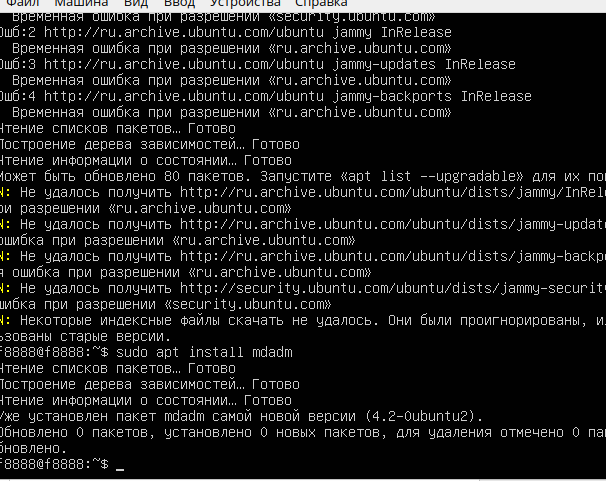 Файл Машина Вид Ввод Устройства Справка
Временная ошибка при разрешении «security.ubuntu.com»
Ошб:2 http://ru.archive.ubuntu.com/ubuntu jammy InRelease
Временная ошибка при разрешении «ru.archive.ubuntu.com»
Ошб:3 http://ru.archive.ubuntu.com/ubuntu jammy-updates InRelease
Временная ошибка при разрешении «ru.archive.ubuntu.com»
Ошб:4 http://ru.archive.ubuntu.com/ubuntu jammy-backports InRelease
Временная ошибка при разрешении «ru.archive.ubuntu.com»
Чтение списков пакетов… Готово
Построение дерева зависимостей… Готово
Чтение информации о состоянии… Готово
Может быть обновлено 80 пакетов. Запустите «apt list --upgradable» для их пок
N: Не удалось получить http://ru.archive.ubuntu.com/ubuntu/dists/jammy/InRel
ри разрешении «ru.archive.ubuntu.com»
N: Не удалось получить http://ru.archive.ubuntu.com/ubuntu/dists/jammy-updat
ошибка при разрешении «ru.archive.ubuntu.com»
N: Не удалось получить http://ru.archive.ubuntu.com/ubuntu/dists/jammy-backp
я ошибка при разрешении «ru.archive.ubuntu.com»
N: Не удалось получить http://security.ubuntu.com/ubuntu/dists/jammy-securit
шибка при разрешении «security.ubuntu.com»
N: Некоторые индексные файлы скачать не удалось. Они были проигнорированы, и
ьзованы старые версии.
f8888@f8888:~$ sudo apt install mdadm
Чтение списков пакетов… Готово
Построение дерева зависимостей… Готово
Чтение информации о состоянии… Готово
Уже установлен пакет mdadm самой новой версии (4.2-0ubuntu2).
Обновлено 0 пакетов, установлено 0 новых пакетов, для удаления отмечено 0 па
бновлено.
f8888@f8888:~$ _